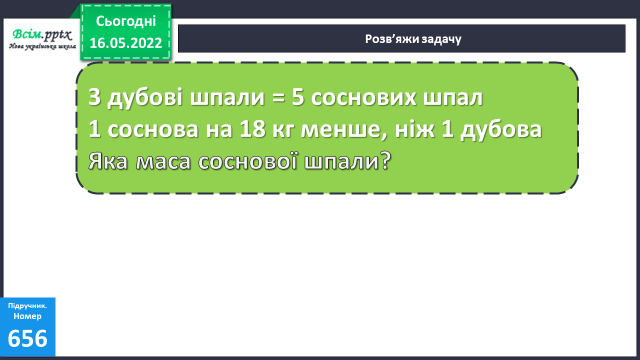 Всім.pptx
Нова українська школа
Сьогодні
16.05.2022
Розв’яжи задачу
3 дубові шпали = 5 соснових шпал
1 соснова на 18 кг менше, ніж 1 дубова
Яка маса соснової шпали?
Підручник.
Номер
656